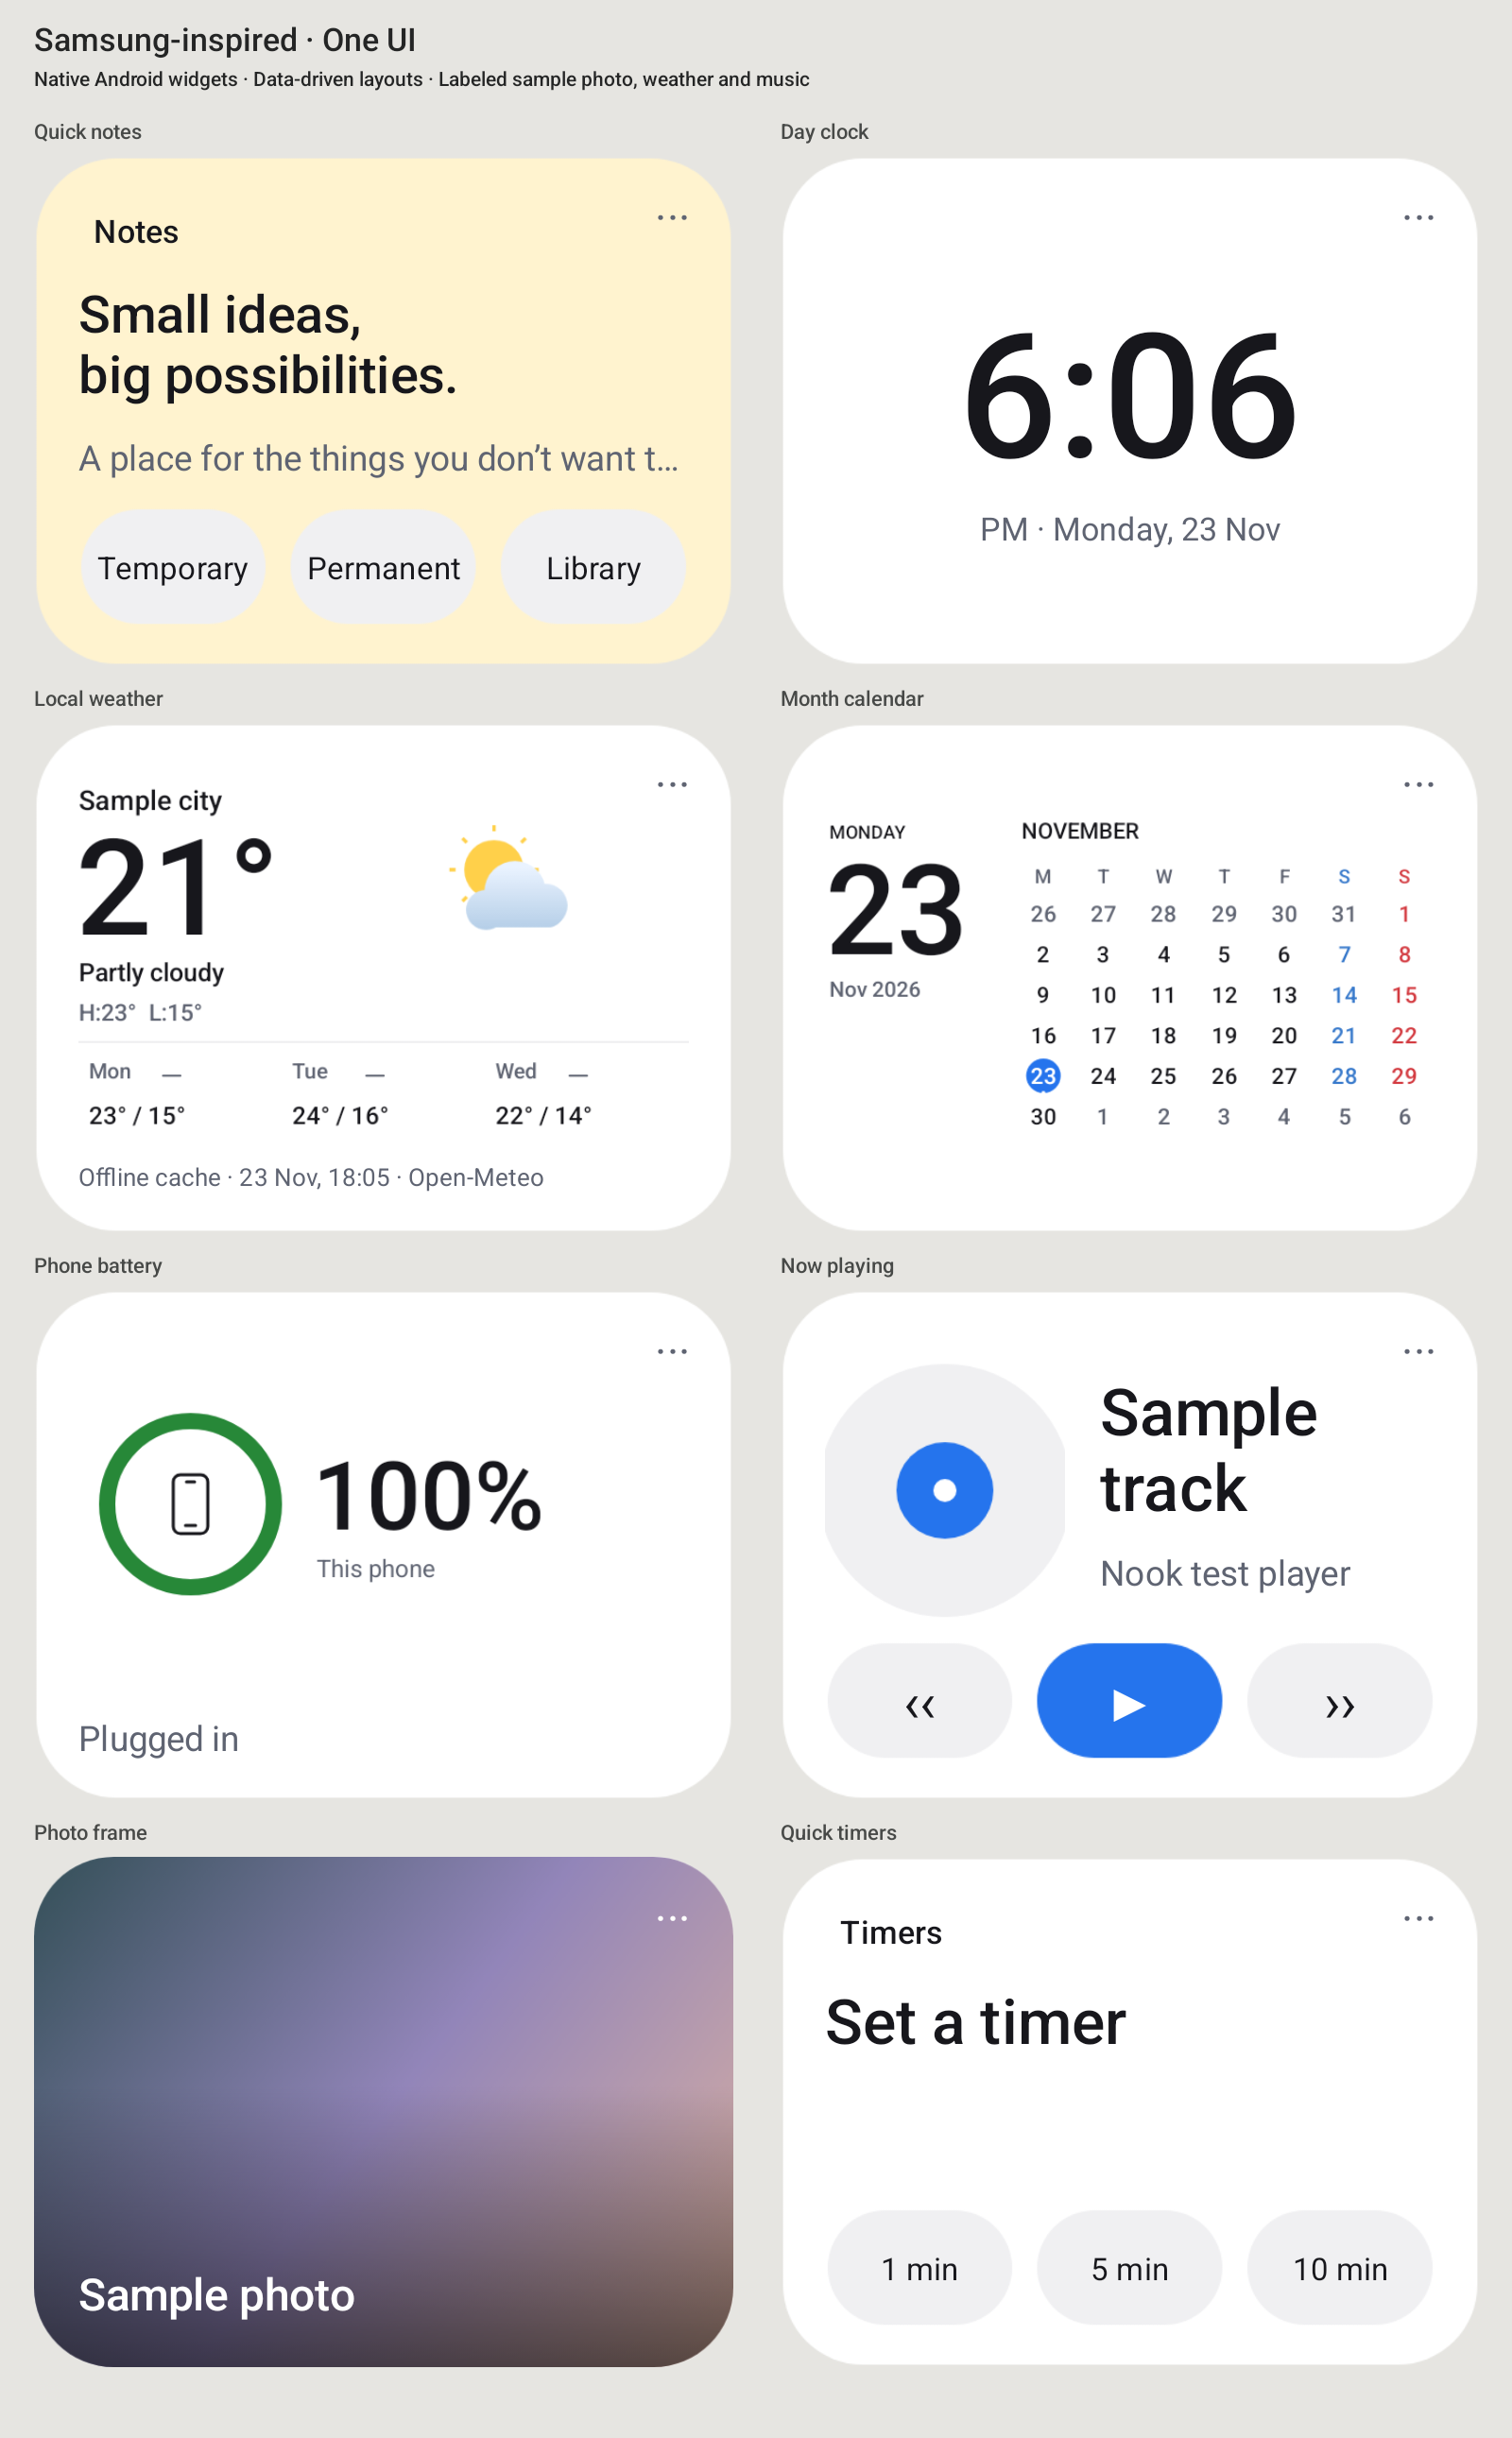 Samsung-inspired · One UI
Native Android widgets · Data-driven layouts · Labeled sample photo, weather and music
Quick notes
Notes
Small ideas,
big possibilities.
A place for the things you don’t want t...
Temporary Permanent Library
Day clock
6:06
PM · Monday, 23 Nov
Local weather
Sample city
21°
Partly cloudy
H:23° L:15°
Mon — Tue — Wed —
23° / 15° 24° / 16° 22° / 14°
Offline cache · 23 Nov, 18:05 · Open-Meteo
Month calendar
MONDAY
23
Nov 2026
NOVEMBER
M T W T F S S
26 27 28 29 30 31 1
2 3 4 5 6 7 8
9 10 11 12 13 14 15
16 17 18 19 20 21 22
23 24 25 26 27 28 29
30 1 2 3 4 5 6
Phone battery
100%
This phone
Plugged in
Now playing
Sample
track
Nook test player
Photo frame
Sample photo
Quick timers
Timers
Set a timer
1 min 5 min 10 min